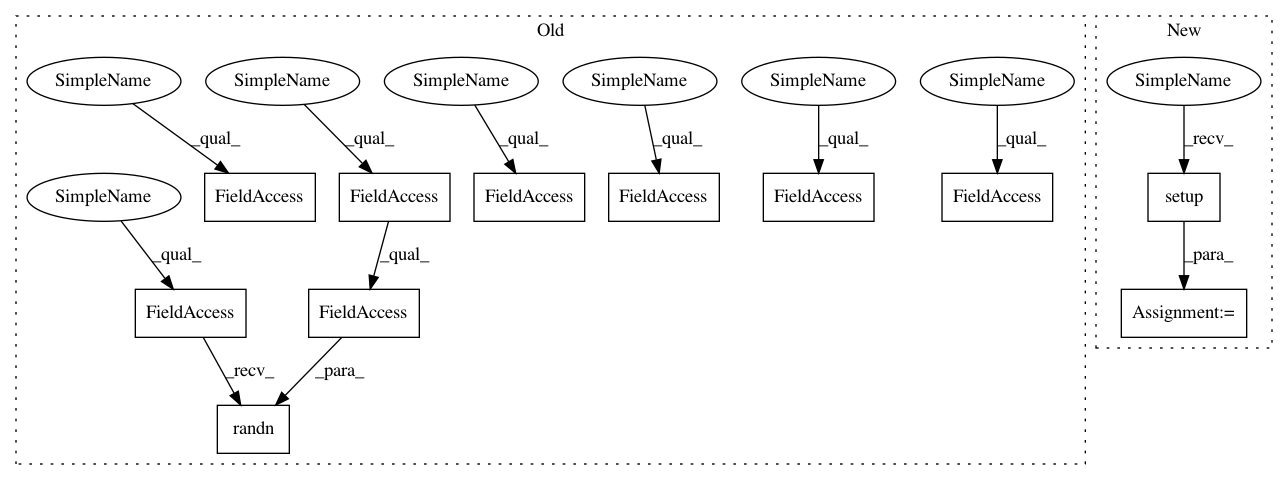 Old
New
SimpleName
SimpleName
SimpleName
SimpleName
SimpleName
SimpleName
SimpleName
_qual_
_qual_
_qual_
_qual_
_qual_
_qual_
_recv_
SimpleName
FieldAccess
FieldAccess
FieldAccess
FieldAccess
FieldAccess
FieldAccess
setup
_qual_
_qual_
_para_
FieldAccess
FieldAccess
Assignment:=
_recv_
_para_
randn